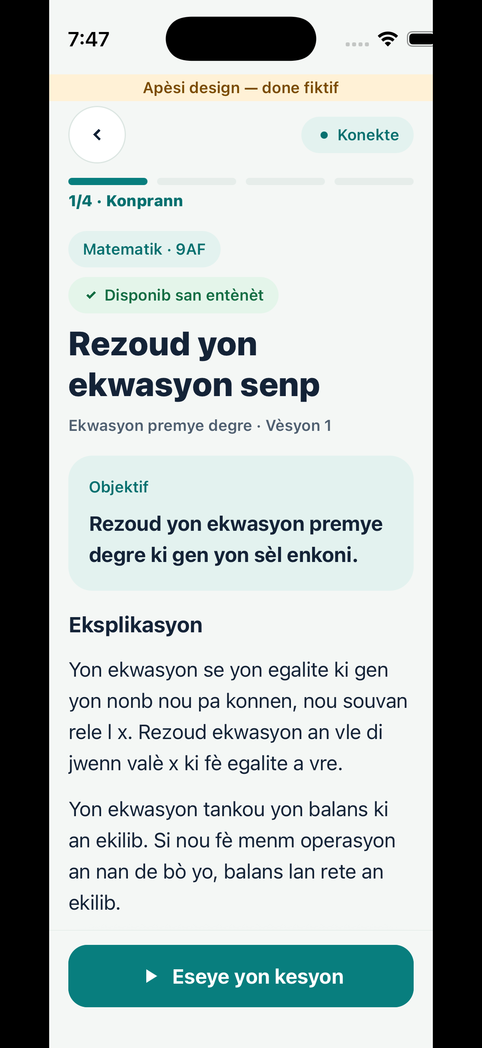 7:47
Apèsi design — done fiktif
Konekte
1/4 · Konprann
Matematik · 9AF
Disponib san entènèt
Rezoud yon
ekwasyon senp
Ekwasyon premye degre · Vèsyon 1
Objektif
Rezoud yon ekwasyon premye
degre ki gen yon sèl enkoni.
Eksplikasyon
Yon ekwasyon se yon egalite ki gen
yon nonb nou pa konnen, nou souvan
rele l x. Rezoud ekwasyon an vle di
jwenn valè x ki fè egalite a vre.
Yon ekwasyon tankou yon balans ki
an ekilib. Si nou fè menm operasyon
an nan de bò yo, balans lan rete an
ekilib.
Eseye yon kesyon